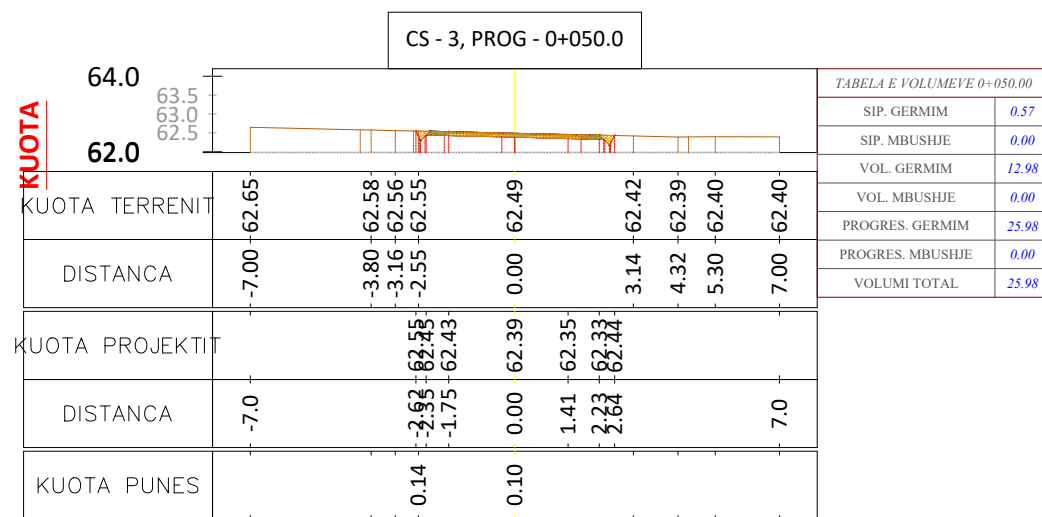 CS - 3, PROG - 0+050.0
KUOTA
64.0
63.5
63.0
62.5
62.0
TABELA E VOLUMEVE 0+050.00
SIP. GERMIM 0.57
SIP. MBUSHJE 0.00
VOL. GERMIM 12.98
VOL. MBUSHJE 0.00
PROGRES. GERMIM 25.98
PROGRES. MBUSHJE 0.00
VOLUMI TOTAL 25.98
KUOTA TERRENIT 62.65 62.58 62.56 62.55 62.49 62.42 62.39 62.40 62.40
DISTANCA -7.00 -3.80 -3.16 -2.55 0.00 3.14 4.32 5.30 7.00
KUOTA PROJEKTIT 62.55 62.45 62.43 62.39 62.35 62.33 62.44
DISTANCA -7.0 -2.62 -2.35 -1.75 0.00 1.41 2.23 2.64 7.0
KUOTA PUNES 0.14 0.10